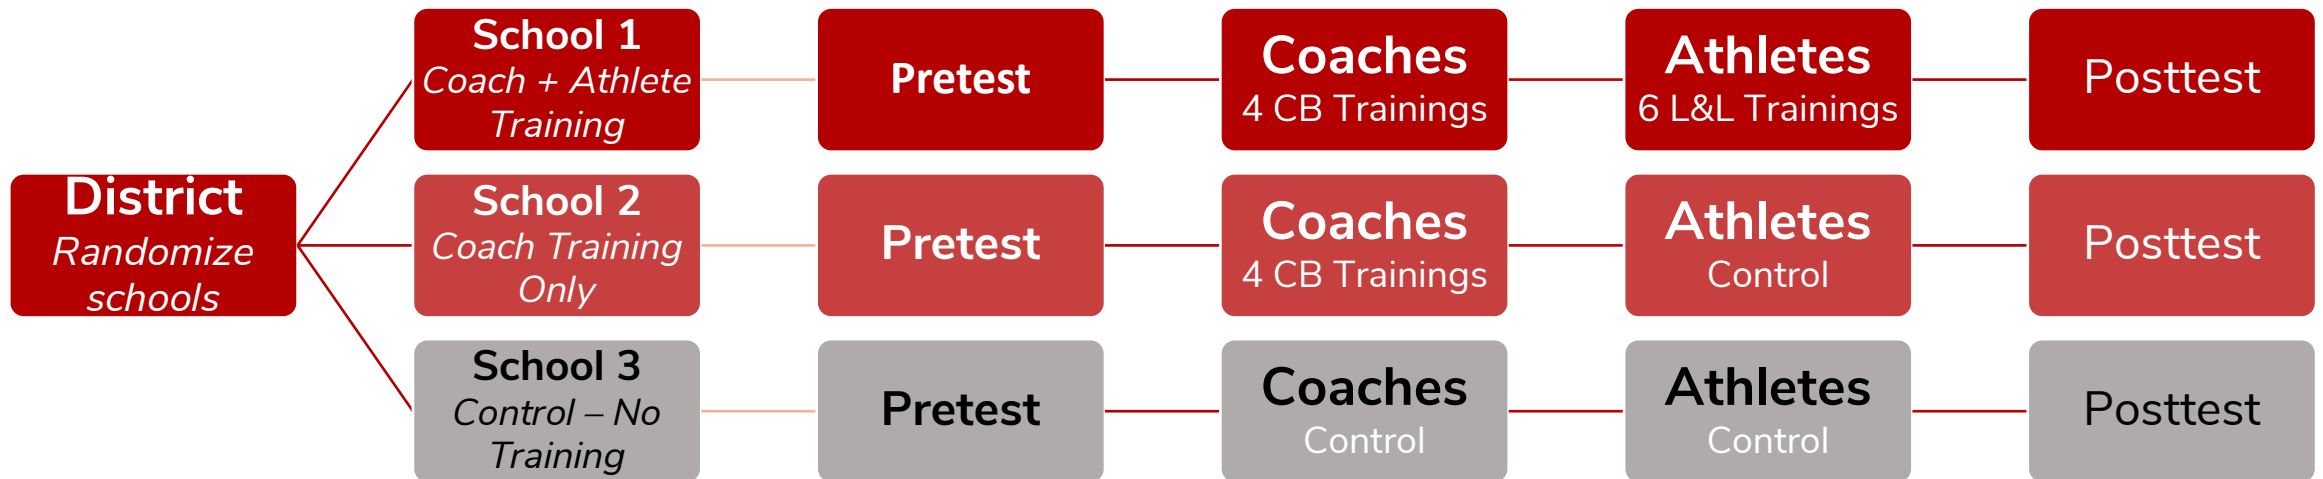 District
Randomize
schools
School 1
Coach + Athlete
Training
Pretest
Coaches
4 CB Trainings
Athletes
6 L&L Trainings
Posttest
School 2
Coach Training
Only
Pretest
Coaches
4 CB Trainings
Athletes
Control
Posttest
School 3
Control – No
Training
Pretest
Coaches
Control
Athletes
Control
Posttest